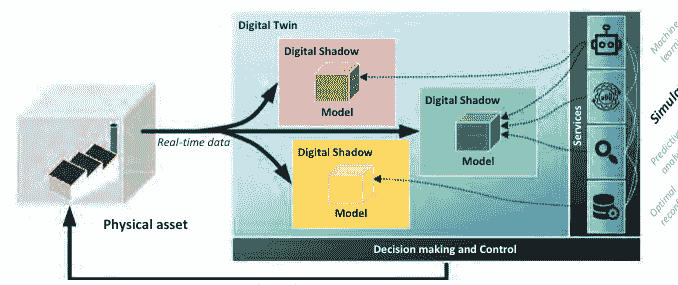 Digital Twin
Digital Shadow
Model
Digital Shadow
Model
Digital Shadow
Model
Real-time data
Physical asset
Services
Machine
Decision making and Control